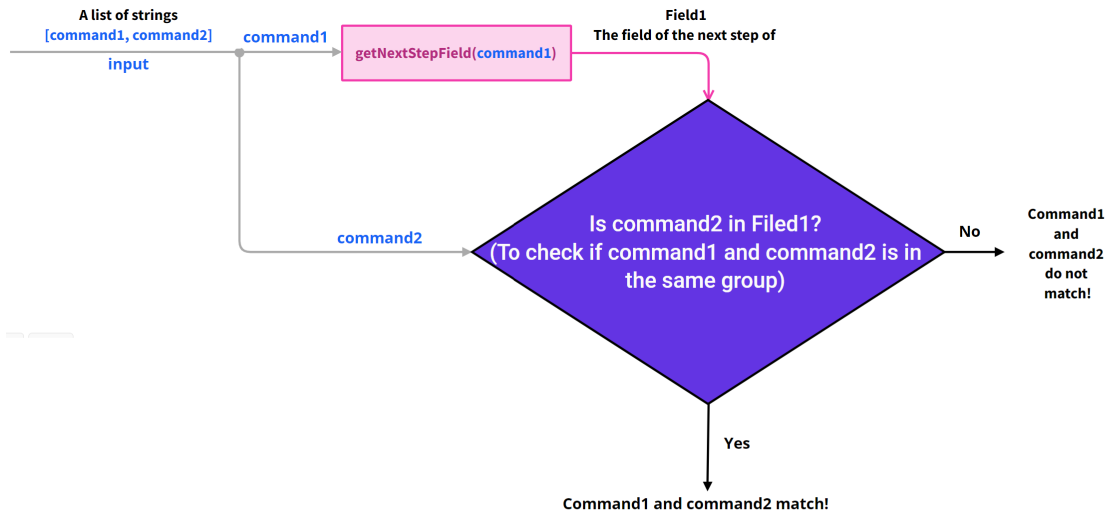 A list of strings
[command1, command2]
input
command1
getNextStepField(command1)
Field1
The field of the next step of
command2
Is command2 in Filed1?
(To check if command1 and command2 is in
the same group)
No
Command1
and
command2
do not
match!
Yes
Command1 and command2 match!